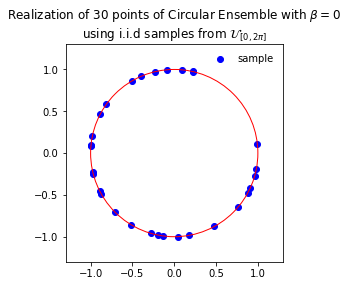 Realization of 30 points of Circular Ensemble with β = 0
using i.i.d samples from 𝒰[0, 2π]
sample
1.0
0.5
0.0
−0.5
−1.0
−1.0 −0.5 0.0 0.5 1.0